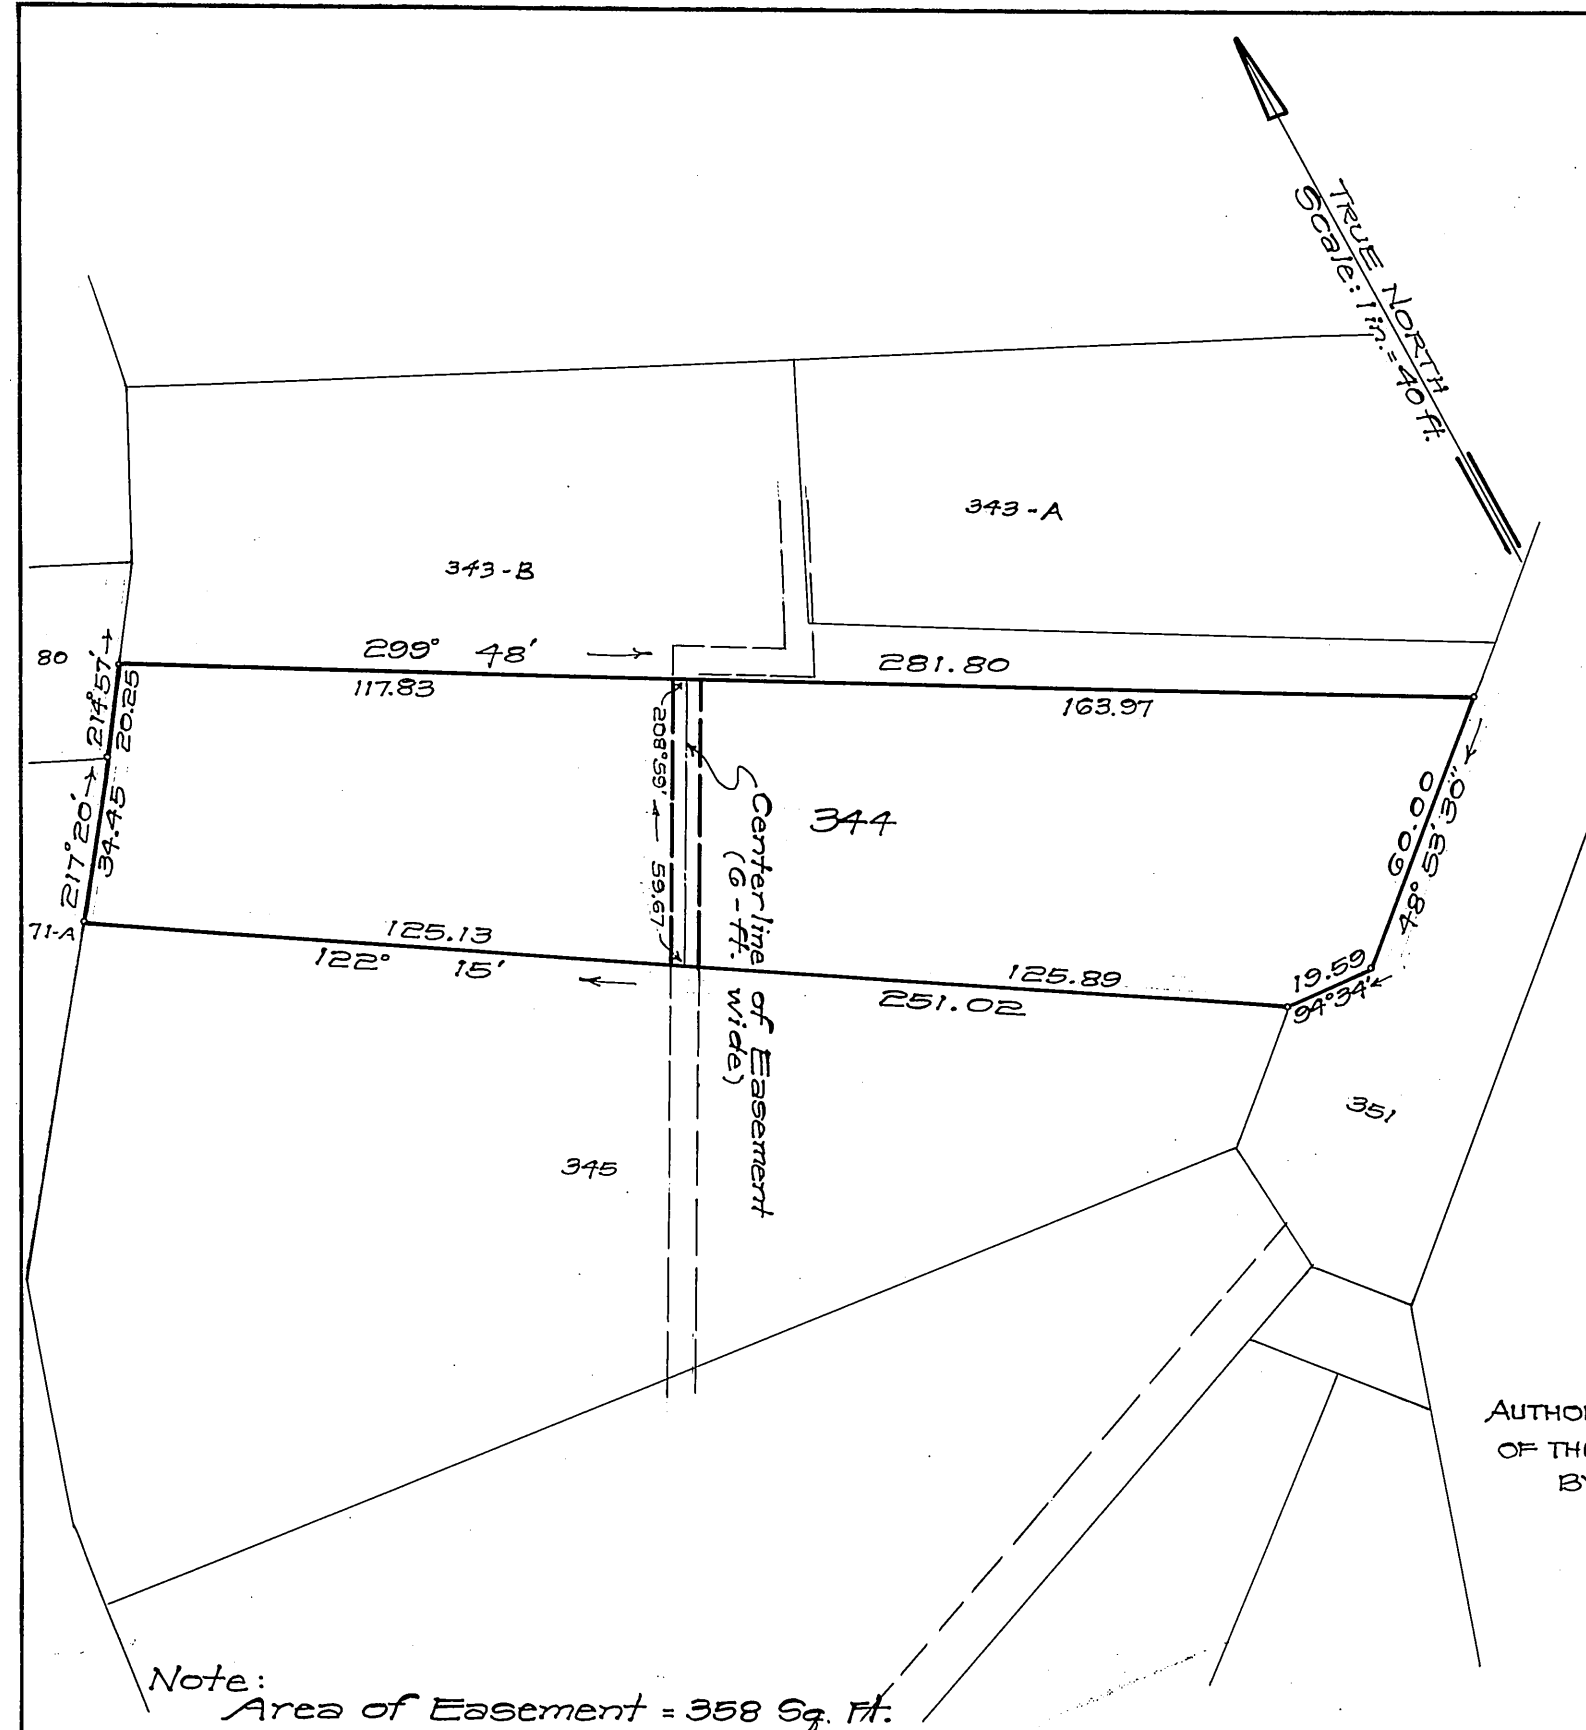 TRUE NORTH
Scale: 1 in. = 40 ft.
343-A
343-B
80
299° 48'
281.80
117.83
163.97
214° 57'
20.25
217° 20'
34.45
71-A
208° 59'
59.67
Centerline of Easement
(6-ft. wide)
344
60.00
48° 53' 30"
125.13
122° 15'
125.89
251.02
19.59
94° 34'
351
345
AUTHO
OF TH
BY
Note:
Area of Easement = 358 Sq. Ft.